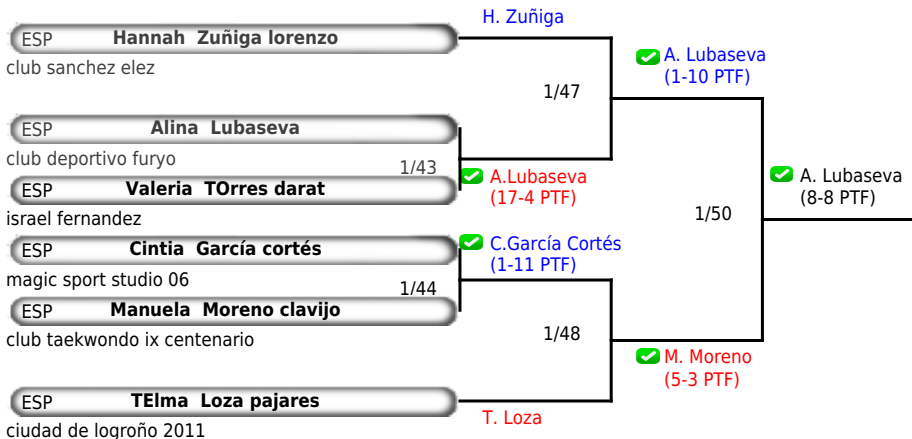 H. Zuñiga
ESP Hannah Zuñiga lorenzo
club sanchez elez
A. Lubaseva
(1-10 PTF)
1/47
ESP Alina Lubaseva
club deportivo furyo
1/43
A.Lubaseva
(17-4 PTF)
ESP Valeria TOrres darat
israel fernandez
A. Lubaseva
(8-8 PTF)
1/50
ESP Cintia García cortés
magic sport studio 06
C.García Cortés
(1-11 PTF)
1/44
ESP Manuela Moreno clavijo
club taekwondo ix centenario
1/48
M. Moreno
(5-3 PTF)
ESP TElma Loza pajares
ciudad de logroño 2011
T. Loza